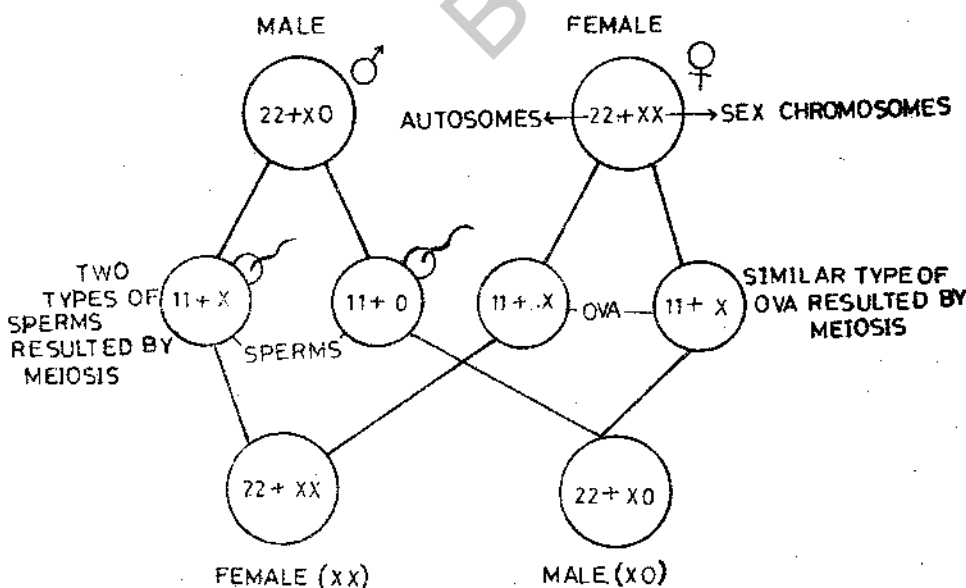 MALE
FEMALE
22+XO
AUTOSOMES
22+XX
SEX CHROMOSOMES
TWO
TYPES OF
SPERMS
RESULTED BY
MEIOSIS
11+X
SPERMS
11+O
11+.X
OVA
11+ X
SIMILAR TYPE OF
OVA RESULTED BY
MEIOSIS
22+ XX
22+ XO
FEMALE (XX)
MALE (XO)